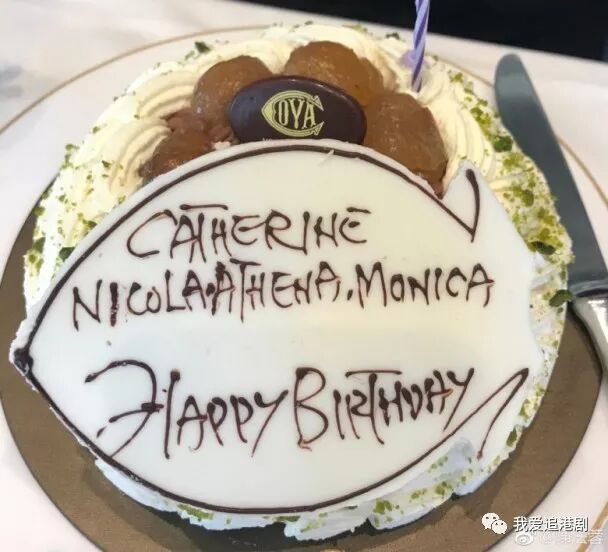 COVA
CATHERINE
NICOLA.ATHENA.MONICA
HAPPY BIRTHDAY
我爱追港剧